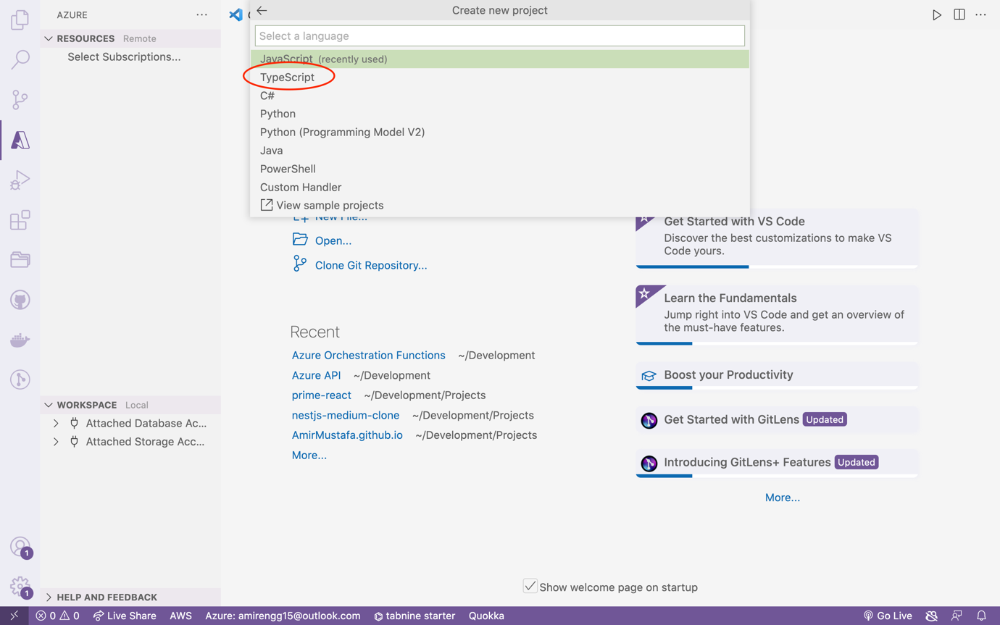 AZURE
RESOURCES Remote
Select Subscriptions...
WORKSPACE Local
Attached Database Ac...
Attached Storage Acc...
HELP AND FEEDBACK
1
1
Create new project
Select a language
JavaScript (recently used)
TypeScript
C#
Python
Python (Programming Model V2)
Java
PowerShell
Custom Handler
View sample projects
New File...
Open...
Clone Git Repository...
Recent
Azure Orchestration Functions ~/Development
Azure API ~/Development
prime-react ~/Development/Projects
nestjs-medium-clone ~/Development/Projects
AmirMustafa.github.io ~/Development/Projects
More...
Get Started with VS Code
Discover the best customizations to make VS
Code yours.
Learn the Fundamentals
Jump right into VS Code and get an overview of
the must-have features.
Boost your Productivity
Get Started with GitLens Updated
Introducing GitLens+ Features Updated
More...
Show welcome page on startup
0 0 Live Share AWS Azure: amirengg15@outlook.com tabnine starter Quokka Go Live